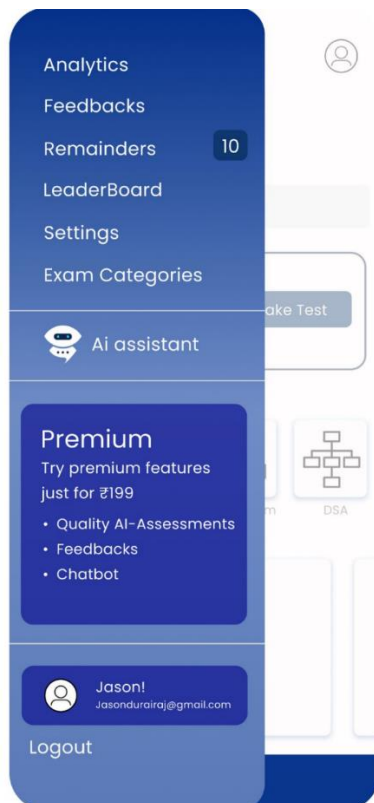 Analytics
Feedbacks
Remainders 10
LeaderBoard
Settings
Exam Categories
ake Test
Ai assistant
Premium
Try premium features
just for ₹199
• Quality AI-Assessments
• Feedbacks
• Chatbot
m
DSA
Jason!
Jasondurairaj@gmail.com
Logout